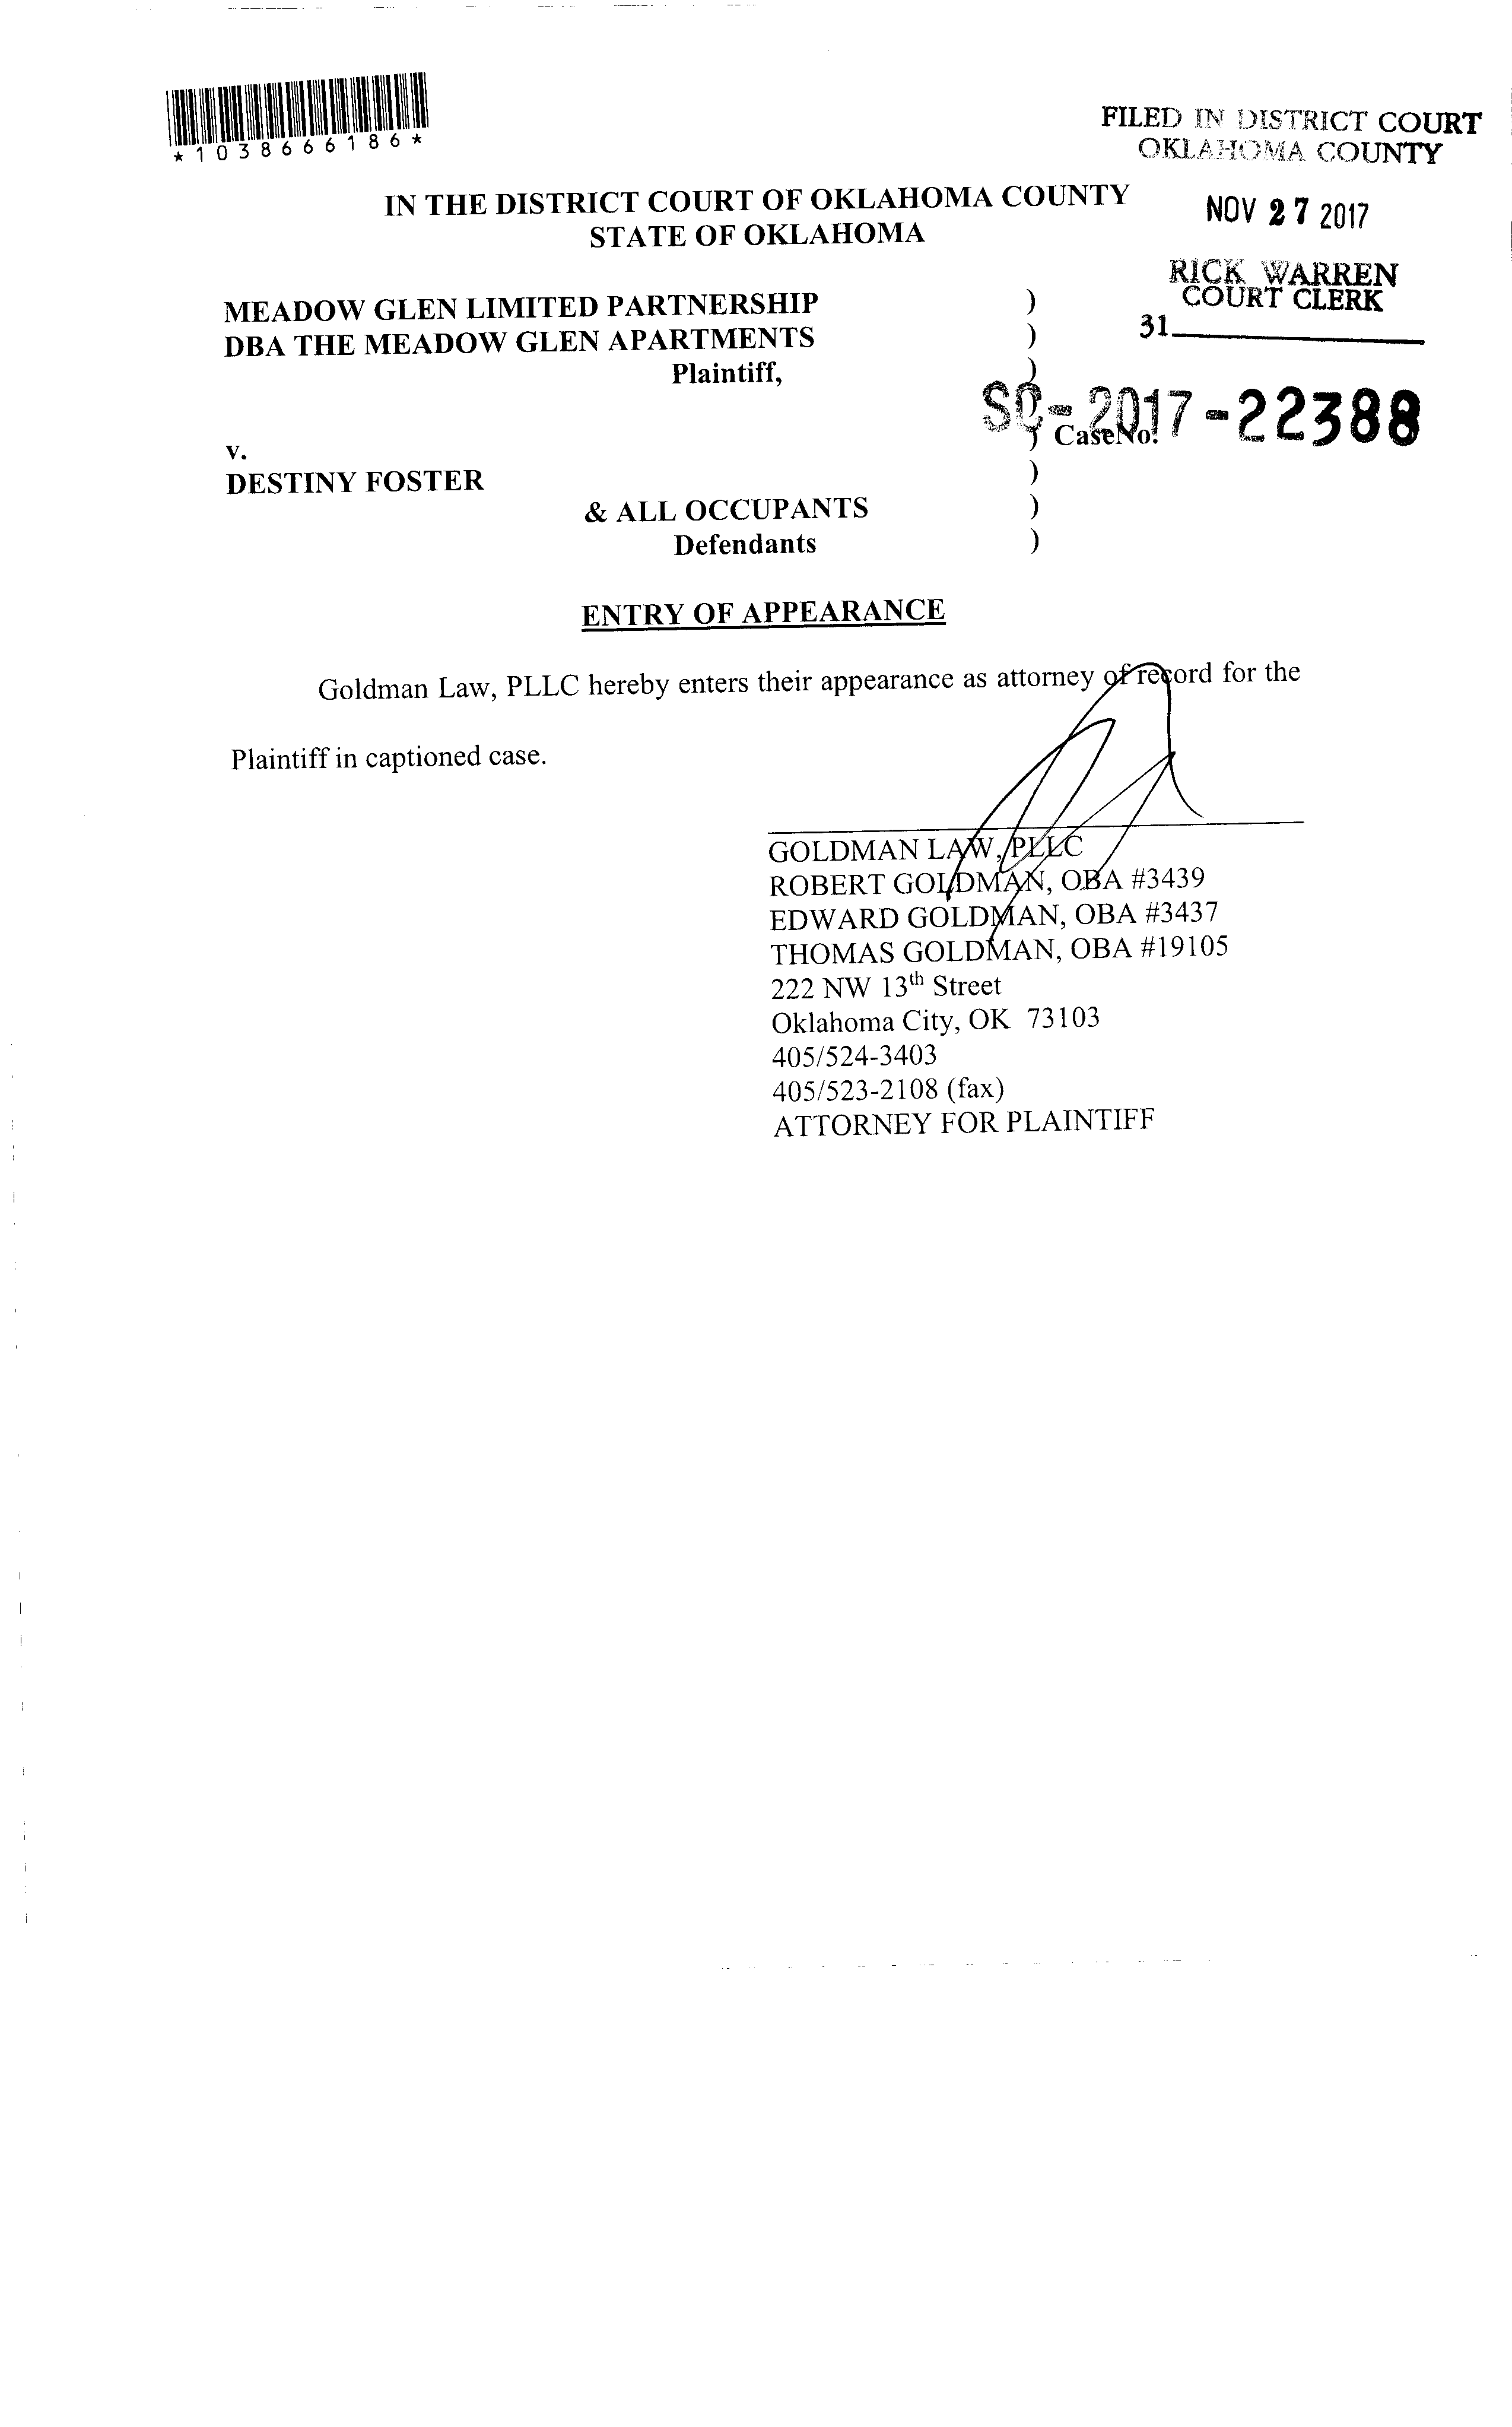 *1038666186*
FILED IN DISTRICT COURT
OKLAHOMA COUNTY
IN THE DISTRICT COURT OF OKLAHOMA COUNTY
STATE OF OKLAHOMA
NOV 27 2017
RICK WARREN
COURT CLERK
31
MEADOW GLEN LIMITED PARTNERSHIP )
DBA THE MEADOW GLEN APARTMENTS )
Plaintiff, )
SC-2017-22388
) Case No.
v.
DESTINY FOSTER )
& ALL OCCUPANTS )
Defendants )
ENTRY OF APPEARANCE
Goldman Law, PLLC hereby enters their appearance as attorney of record for the
Plaintiff in captioned case.
GOLDMAN LAW, PLLC
ROBERT GOLDMAN, OBA #3439
EDWARD GOLDMAN, OBA #3437
THOMAS GOLDMAN, OBA #19105
222 NW 13th Street
Oklahoma City, OK 73103
405/524-3403
405/523-2108 (fax)
ATTORNEY FOR PLAINTIFF